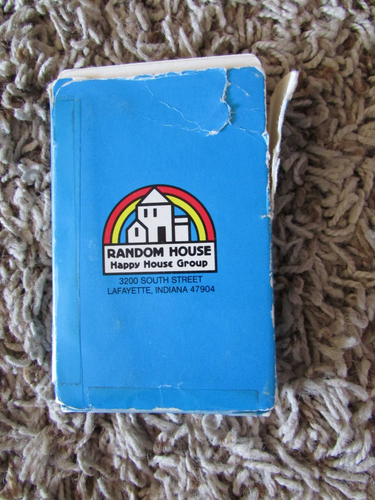 RANDOM HOUSE
Happy House Group
3200 SOUTH STREET
LAFAYETTE, INDIANA 47904